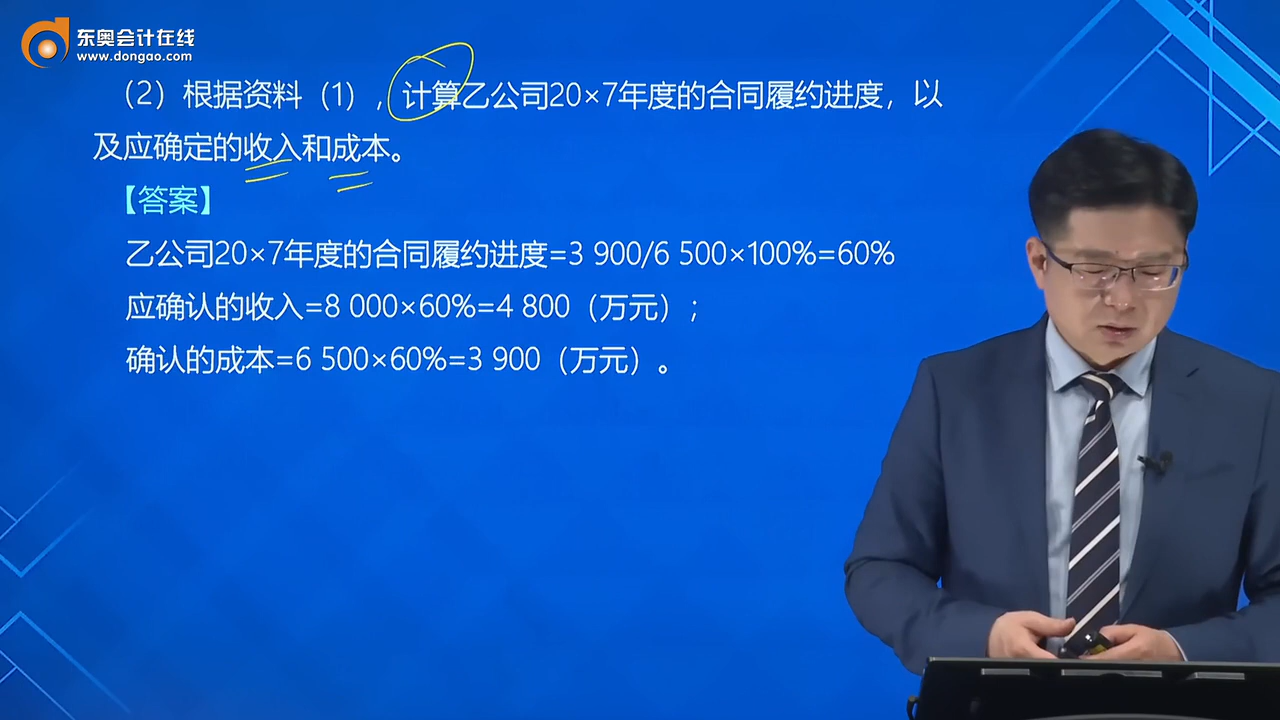 东奥会计在线
www.dongao.com
（2）根据资料（1），计算乙公司20×7年度的合同履约进度，以
及应确定的收入和成本。
【答案】
乙公司20×7年度的合同履约进度=3 900/6 500×100%=60%
应确认的收入=8 000×60%=4 800（万元）；
确认的成本=6 500×60%=3 900（万元）。